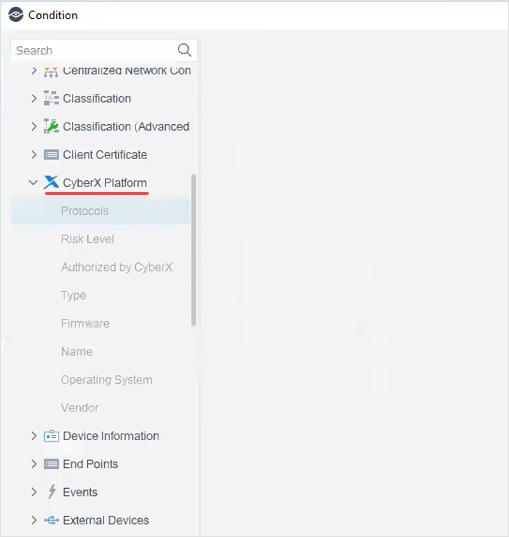 Condition
Search
Centralized Network Con
Classification
Classification (Advanced
Client Certificate
CyberX Platform
Protocols
Risk Level
Authorized by CyberX
Type
Firmware
Name
Operating System
Vendor
Device Information
End Points
Events
External Devices